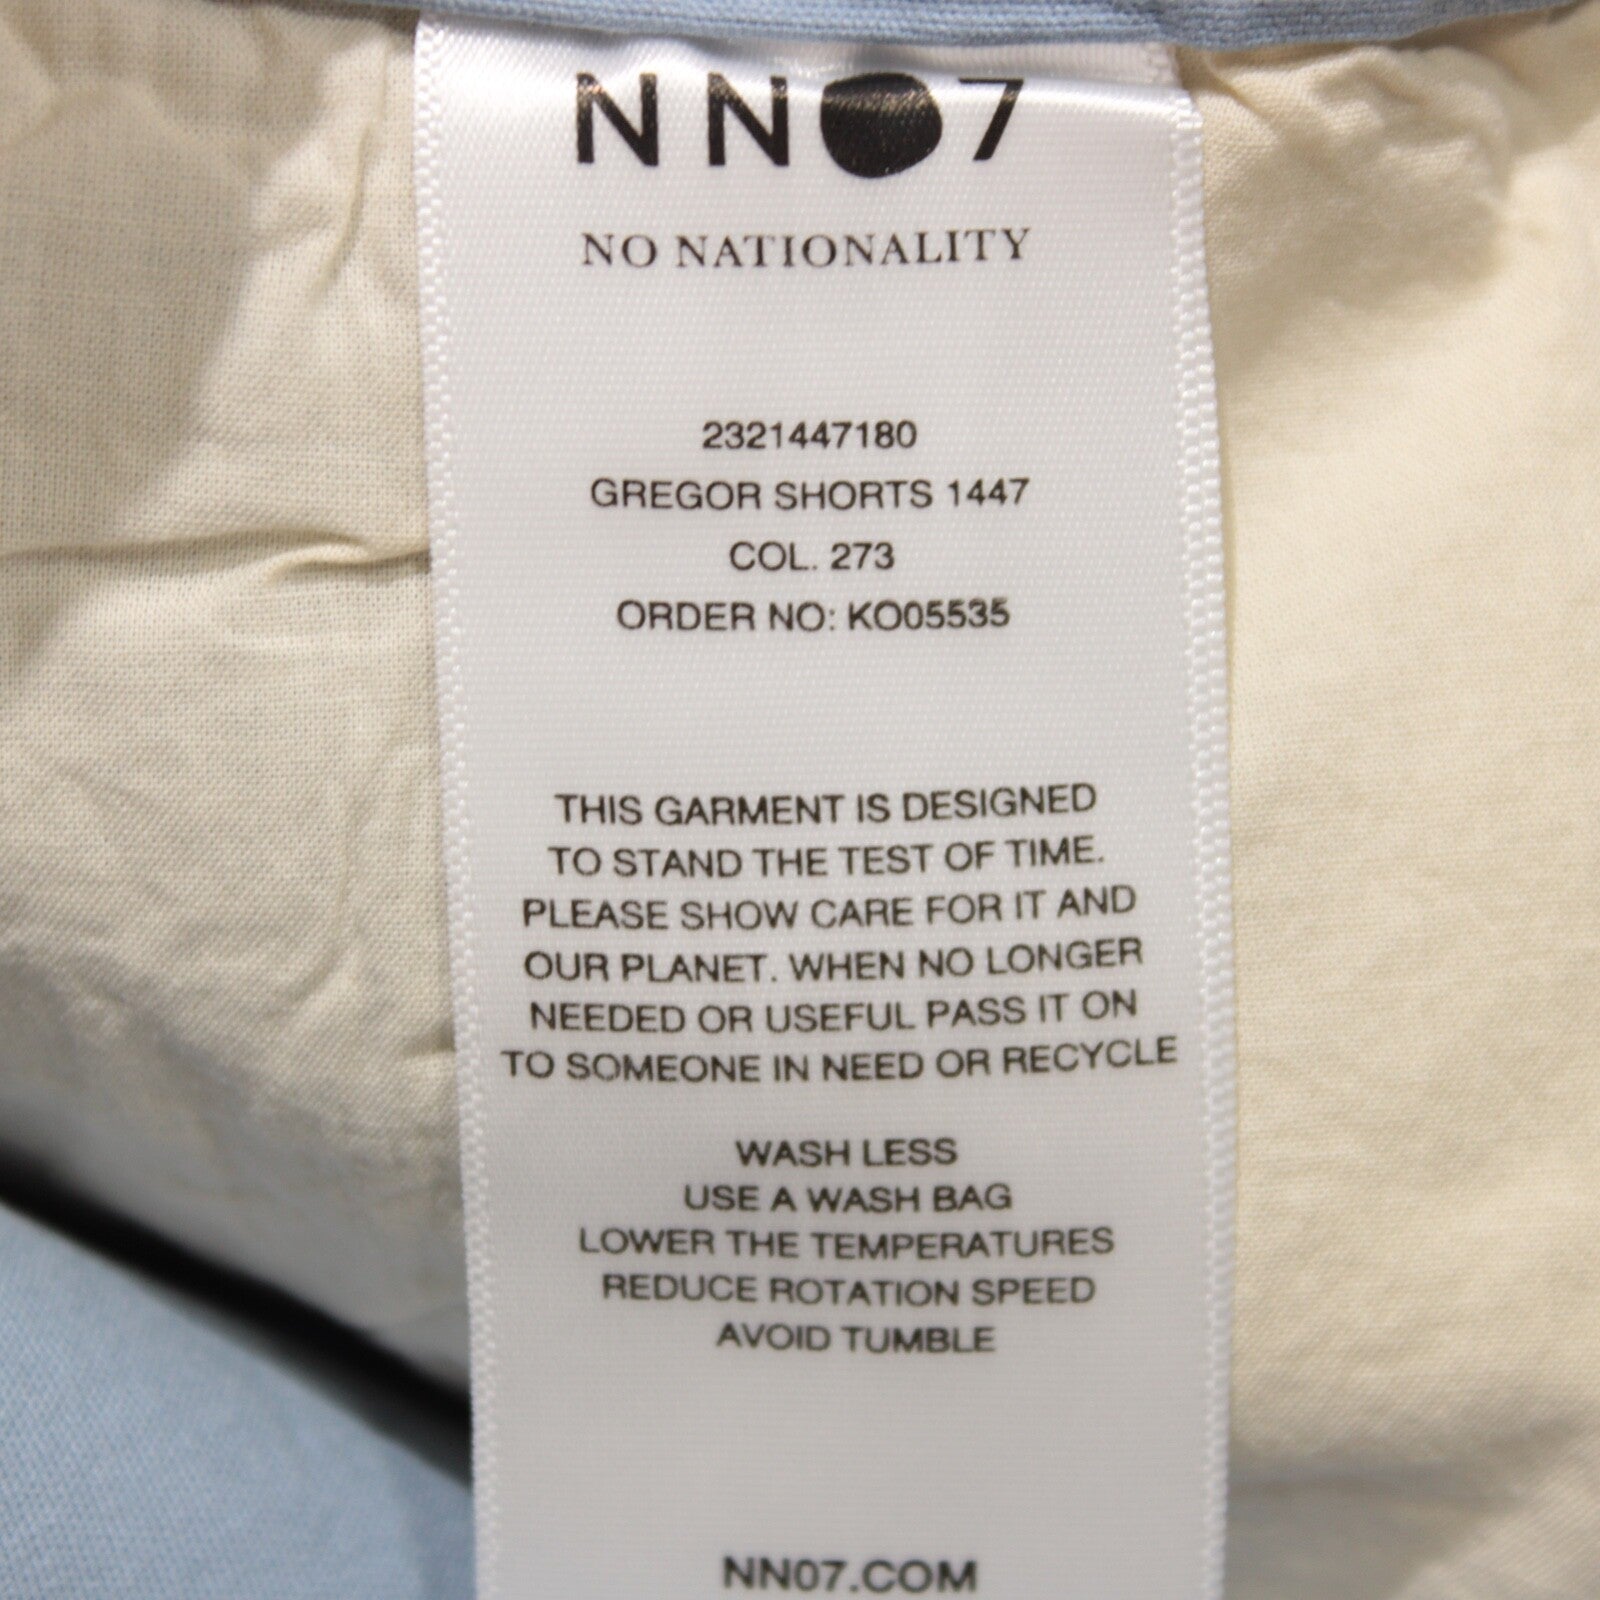 NN07
NO NATIONALITY
2321447180
GREGOR SHORTS 1447
COL. 273
ORDER NO: KO05535
THIS GARMENT IS DESIGNED
TO STAND THE TEST OF TIME.
PLEASE SHOW CARE FOR IT AND
OUR PLANET. WHEN NO LONGER
NEEDED OR USEFUL PASS IT ON
TO SOMEONE IN NEED OR RECYCLE
WASH LESS
USE A WASH BAG
LOWER THE TEMPERATURES
REDUCE ROTATION SPEED
AVOID TUMBLE
NN07.COM